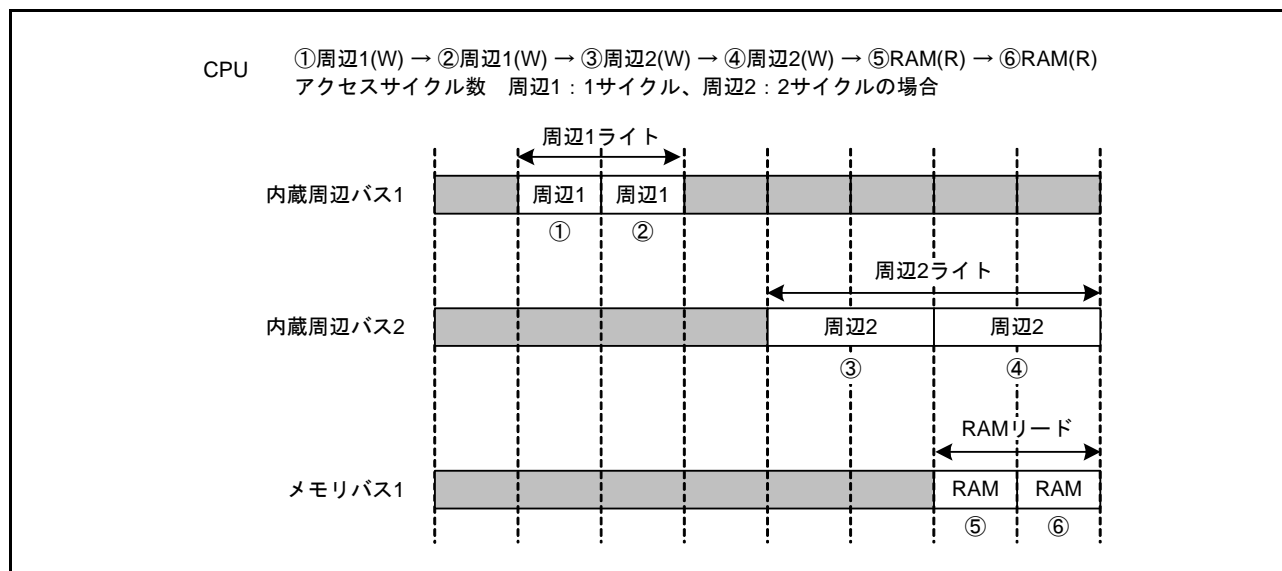 CPU
①周辺1(W) → ②周辺1(W) → ③周辺2(W) → ④周辺2(W) → ⑤RAM(R) → ⑥RAM(R)
アクセスサイクル数　周辺1：1サイクル、周辺2：2サイクルの場合
周辺1ライト
内蔵周辺バス1
周辺1 周辺1
① ②
周辺2ライト
内蔵周辺バス2
周辺2 周辺2
③ ④
RAMリード
メモリバス1
RAM RAM
⑤ ⑥